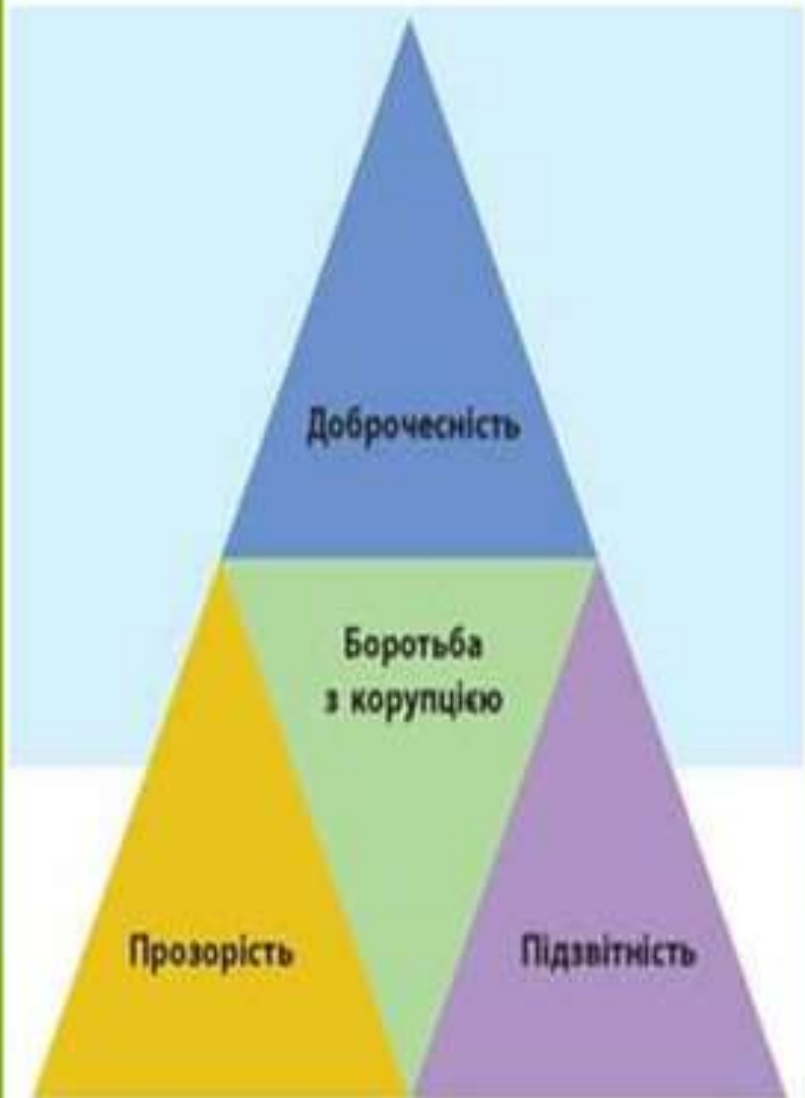 Доброчесність
Боротьба
з корупцією
Прозорість
Підзвітність